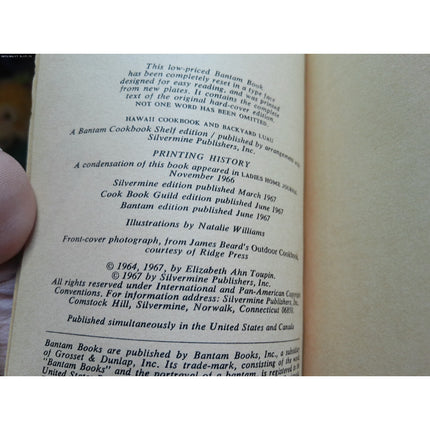 This low-priced Bantam Book
has been completely reset in a type face
designed for easy reading, and was printed
from new plates. It contains the complete
text of the original hard-cover edition.
NOT ONE WORD HAS BEEN OMITTED.
HAWAII COOKBOOK AND BACKYARD LUAU
A Bantam Cookbook Shelf edition / published by arrangement with
Silvermine Publishers, Inc.
PRINTING HISTORY
A condensation of this book appeared in LADIES HOME JOURNAL
November 1966
Silvermine edition published March 1967
Cook Book Guild edition published June 1967
Bantam edition published June 1967
Illustrations by Natalie Williams
Front-cover photograph, from James Beard's Outdoor Cookbook,
courtesy of Ridge Press
© 1964, 1967, by Elizabeth Ahn Toupin.
© 1967 by Silvermine Publishers, Inc.
All rights reserved under International and Pan-American Copyright
Conventions. For information address: Silvermine Publishers, Inc.,
Comstock Hill, Silvermine, Norwalk, Connecticut 06850.
Published simultaneously in the United States and Canada
Bantam Books are published by Bantam Books, Inc., a subsidiary
of Grosset & Dunlap, Inc. Its trade-mark, consisting of the words
"Bantam Books" and the portrayal of a bantam, is registered in the
United States